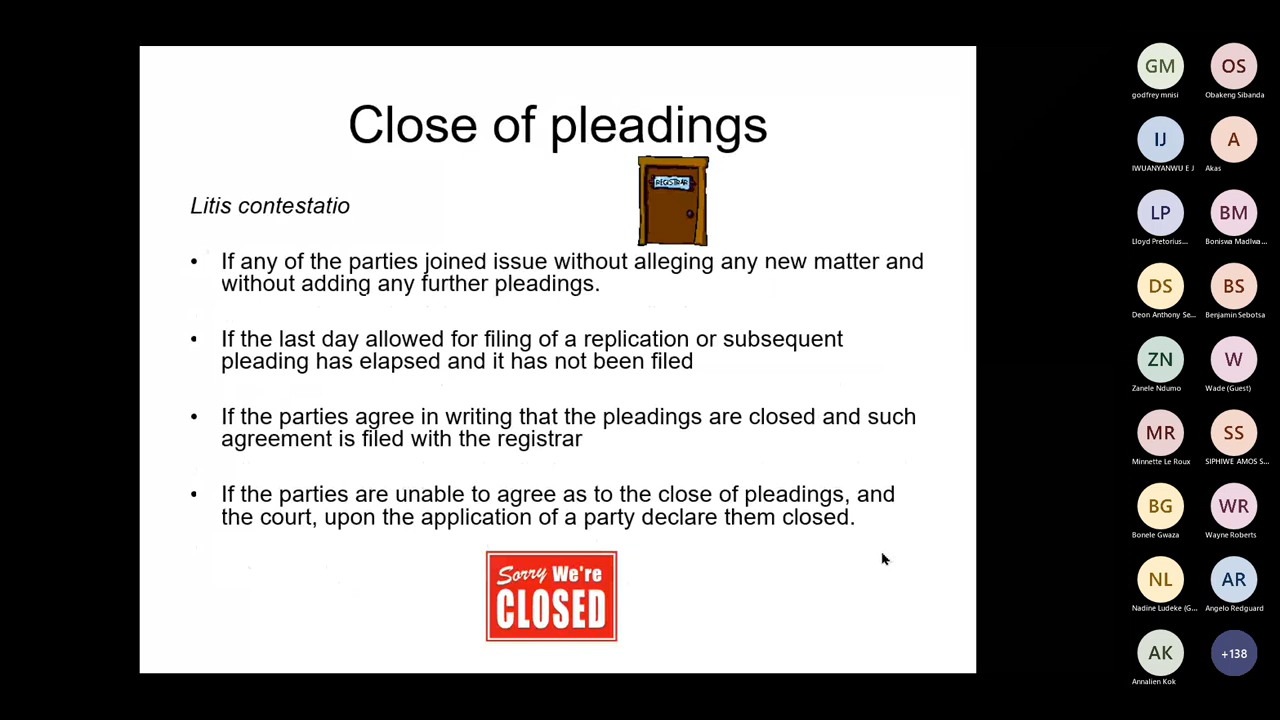 Close of pleadings
REGISTRAR
Litis contestatio
• If any of the parties joined issue without alleging any new matter and
without adding any further pleadings.
• If the last day allowed for filing of a replication or subsequent
pleading has elapsed and it has not been filed
• If the parties agree in writing that the pleadings are closed and such
agreement is filed with the registrar
• If the parties are unable to agree as to the close of pleadings, and
the court, upon the application of a party declare them closed.
Sorry We're
CLOSED
GM
godfrey mnisi
OS
Obakeng Sibanda
IJ
IWUANYANWU E J
A
Akas
LP
Lloyd Pretorius...
BM
Boniswa Madlwa...
DS
Deon Anthony Se...
BS
Benjamin Sebotsa
ZN
Zanele Ndumo
W
Wade (Guest)
MR
Minnette Le Roux
SS
SIPHIWE AMOS S...
BG
Bonele Gwaza
WR
Wayne Roberts
NL
Nadine Ludeke (G...
AR
Angelo Redguard
AK
Annalien Kok
+138